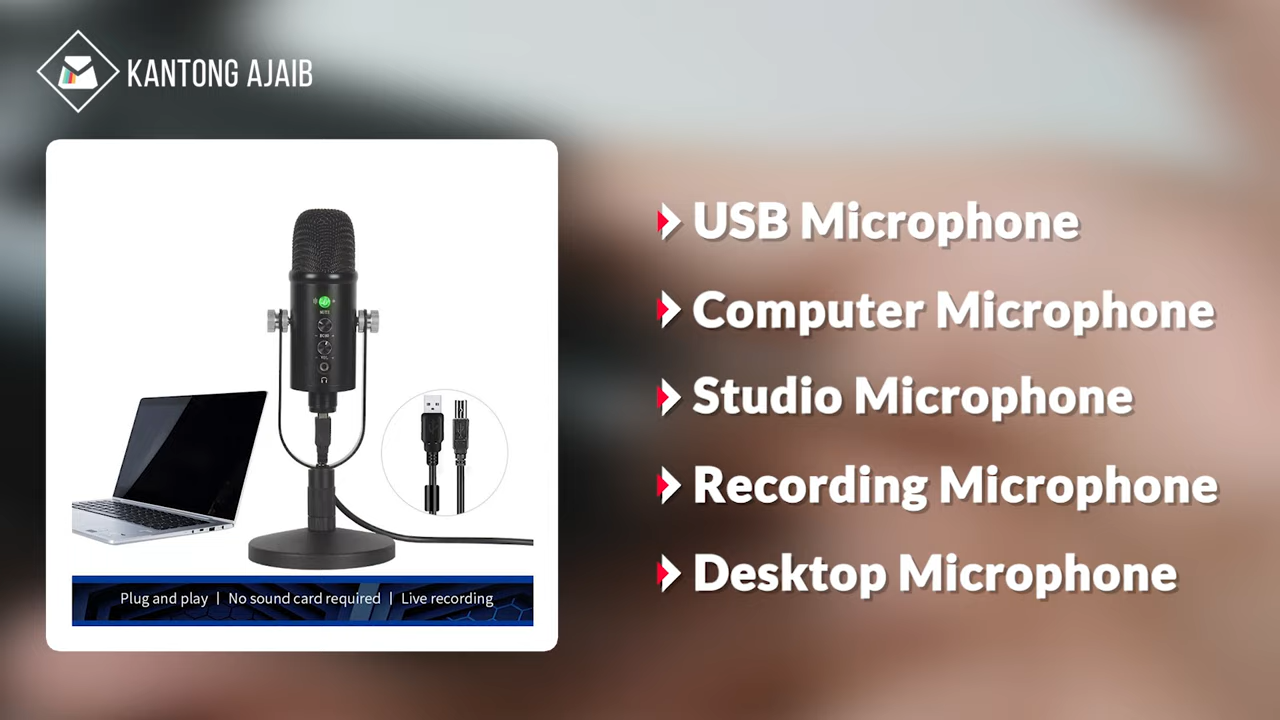 KANTONG AJAIB
USB Microphone
Computer Microphone
Studio Microphone
Recording Microphone
Desktop Microphone
Plug and play | No sound card required | Live recording